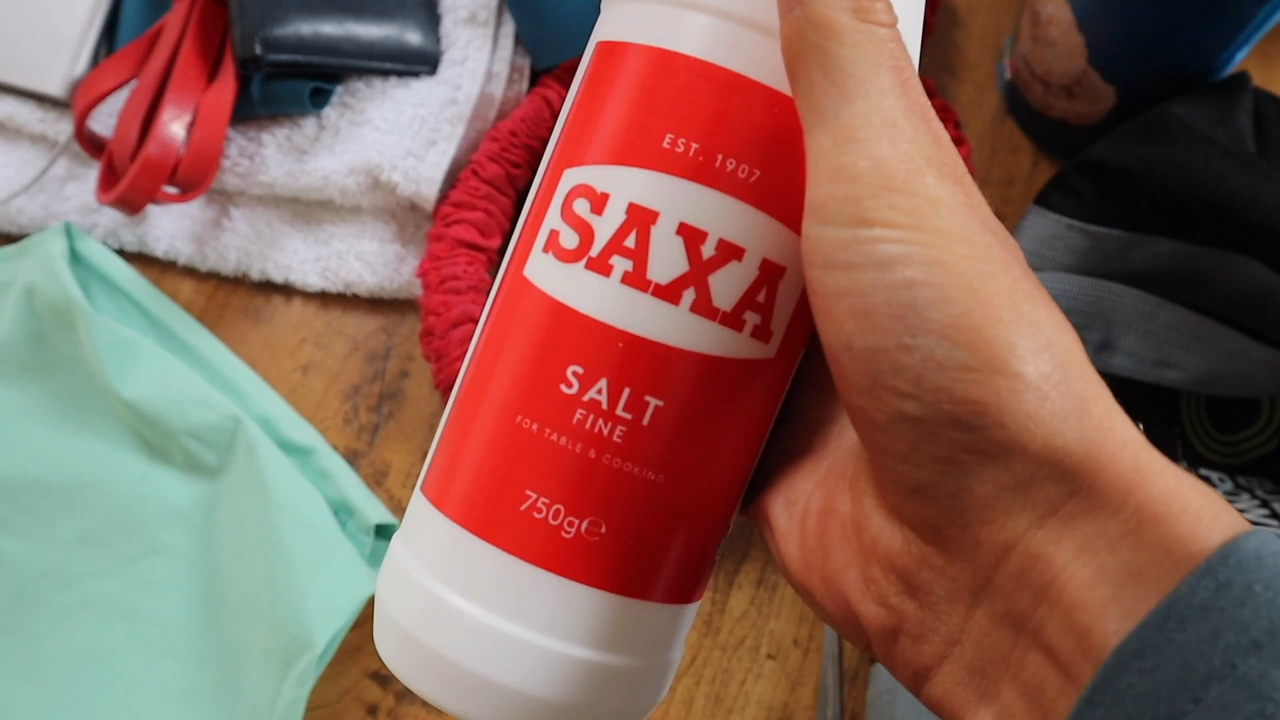 EST. 1907
SAXA
SALT
FINE
FOR TABLE & COOKING
750g℮